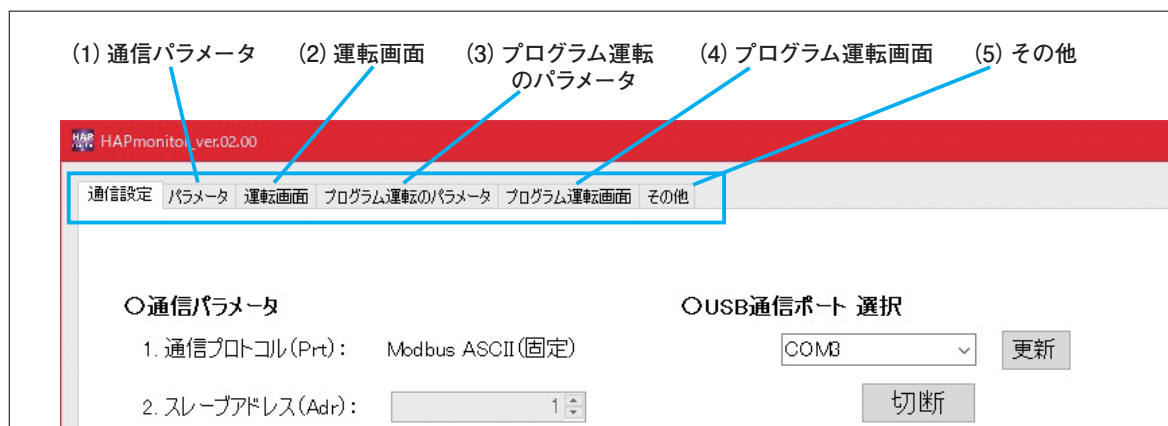 (1) 通信パラメータ
(2) 運転画面
(3) プログラム運転
のパラメータ
(4) プログラム運転画面
(5) その他
HAPmonitor_ver.02.00
通信設定 パラメータ 運転画面 プログラム運転のパラメータ プログラム運転画面 その他
○通信パラメータ
○USB通信ポート 選択
1. 通信プロトコル(Prt): Modbus ASCII(固定)
COM3
更新
2. スレーブアドレス(Adr): 1
切断